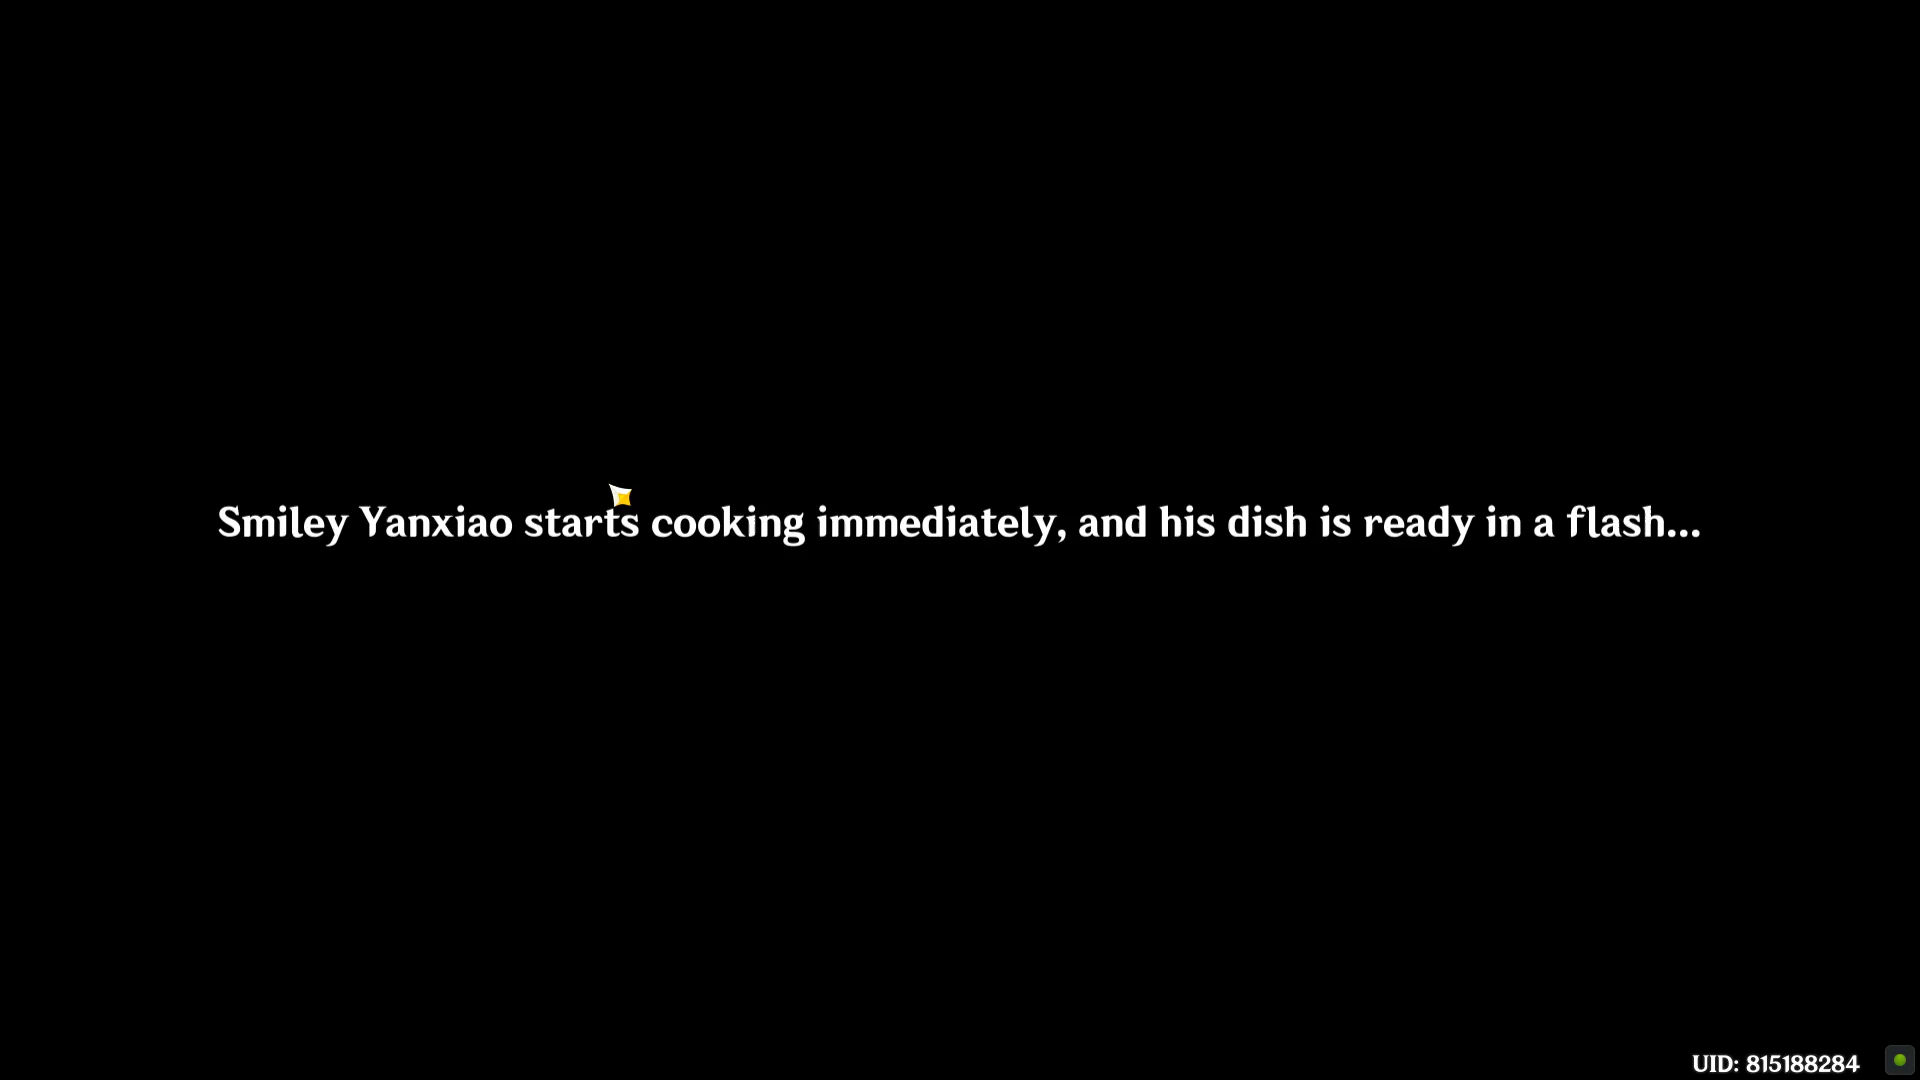 Smiley Yanxiao starts cooking immediately, and his dish is ready in a flash...
UID: 815188284